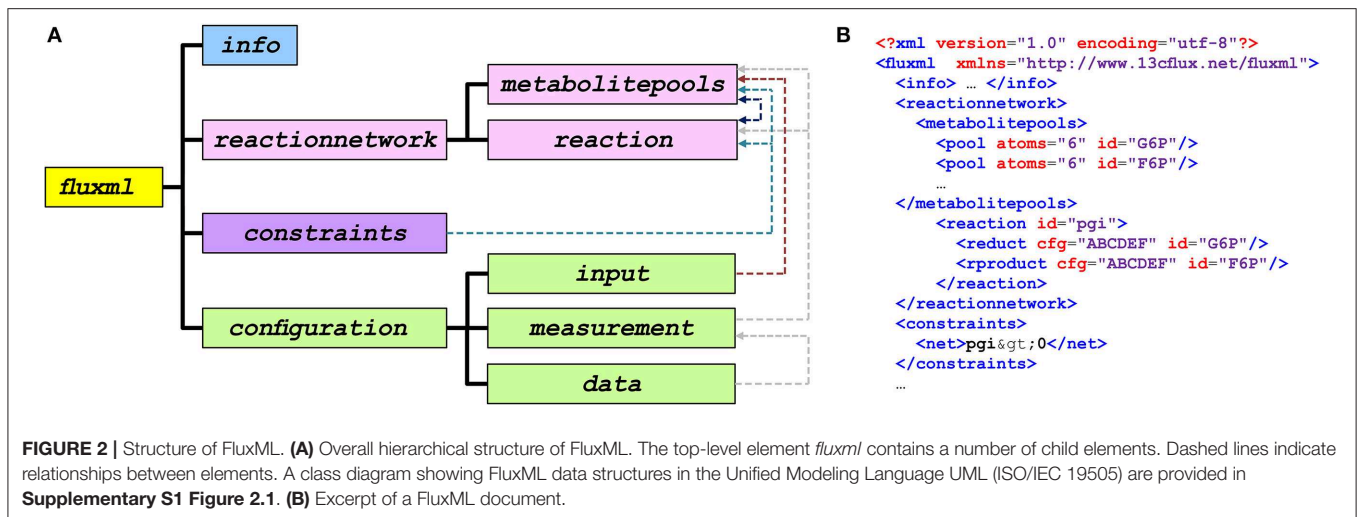 A
info
metabolitepools
reactionnetwork
reaction
fluxml
constraints
input
configuration
measurement
data
B
<?xml version="1.0" encoding="utf-8"?>
<fluxml xmlns="http://www.13cflux.net/fluxml">
<info> … </info>
<reactionnetwork>
<metabolitepools>
<pool atoms="6" id="G6P"/>
<pool atoms="6" id="F6P"/>
…
</metabolitepools>
<reaction id="pgi">
<reduct cfg="ABCDEF" id="G6P"/>
<rproduct cfg="ABCDEF" id="F6P"/>
</reaction>
</reactionnetwork>
<constraints>
<net>pgi&gt;0</net>
</constraints>
…
FIGURE 2 | Structure of FluxML. (A) Overall hierarchical structure of FluxML. The top-level element fluxml contains a number of child elements. Dashed lines indicate
relationships between elements. A class diagram showing FluxML data structures in the Unified Modeling Language UML (ISO/IEC 19505) are provided in
Supplementary S1 Figure 2.1. (B) Excerpt of a FluxML document.